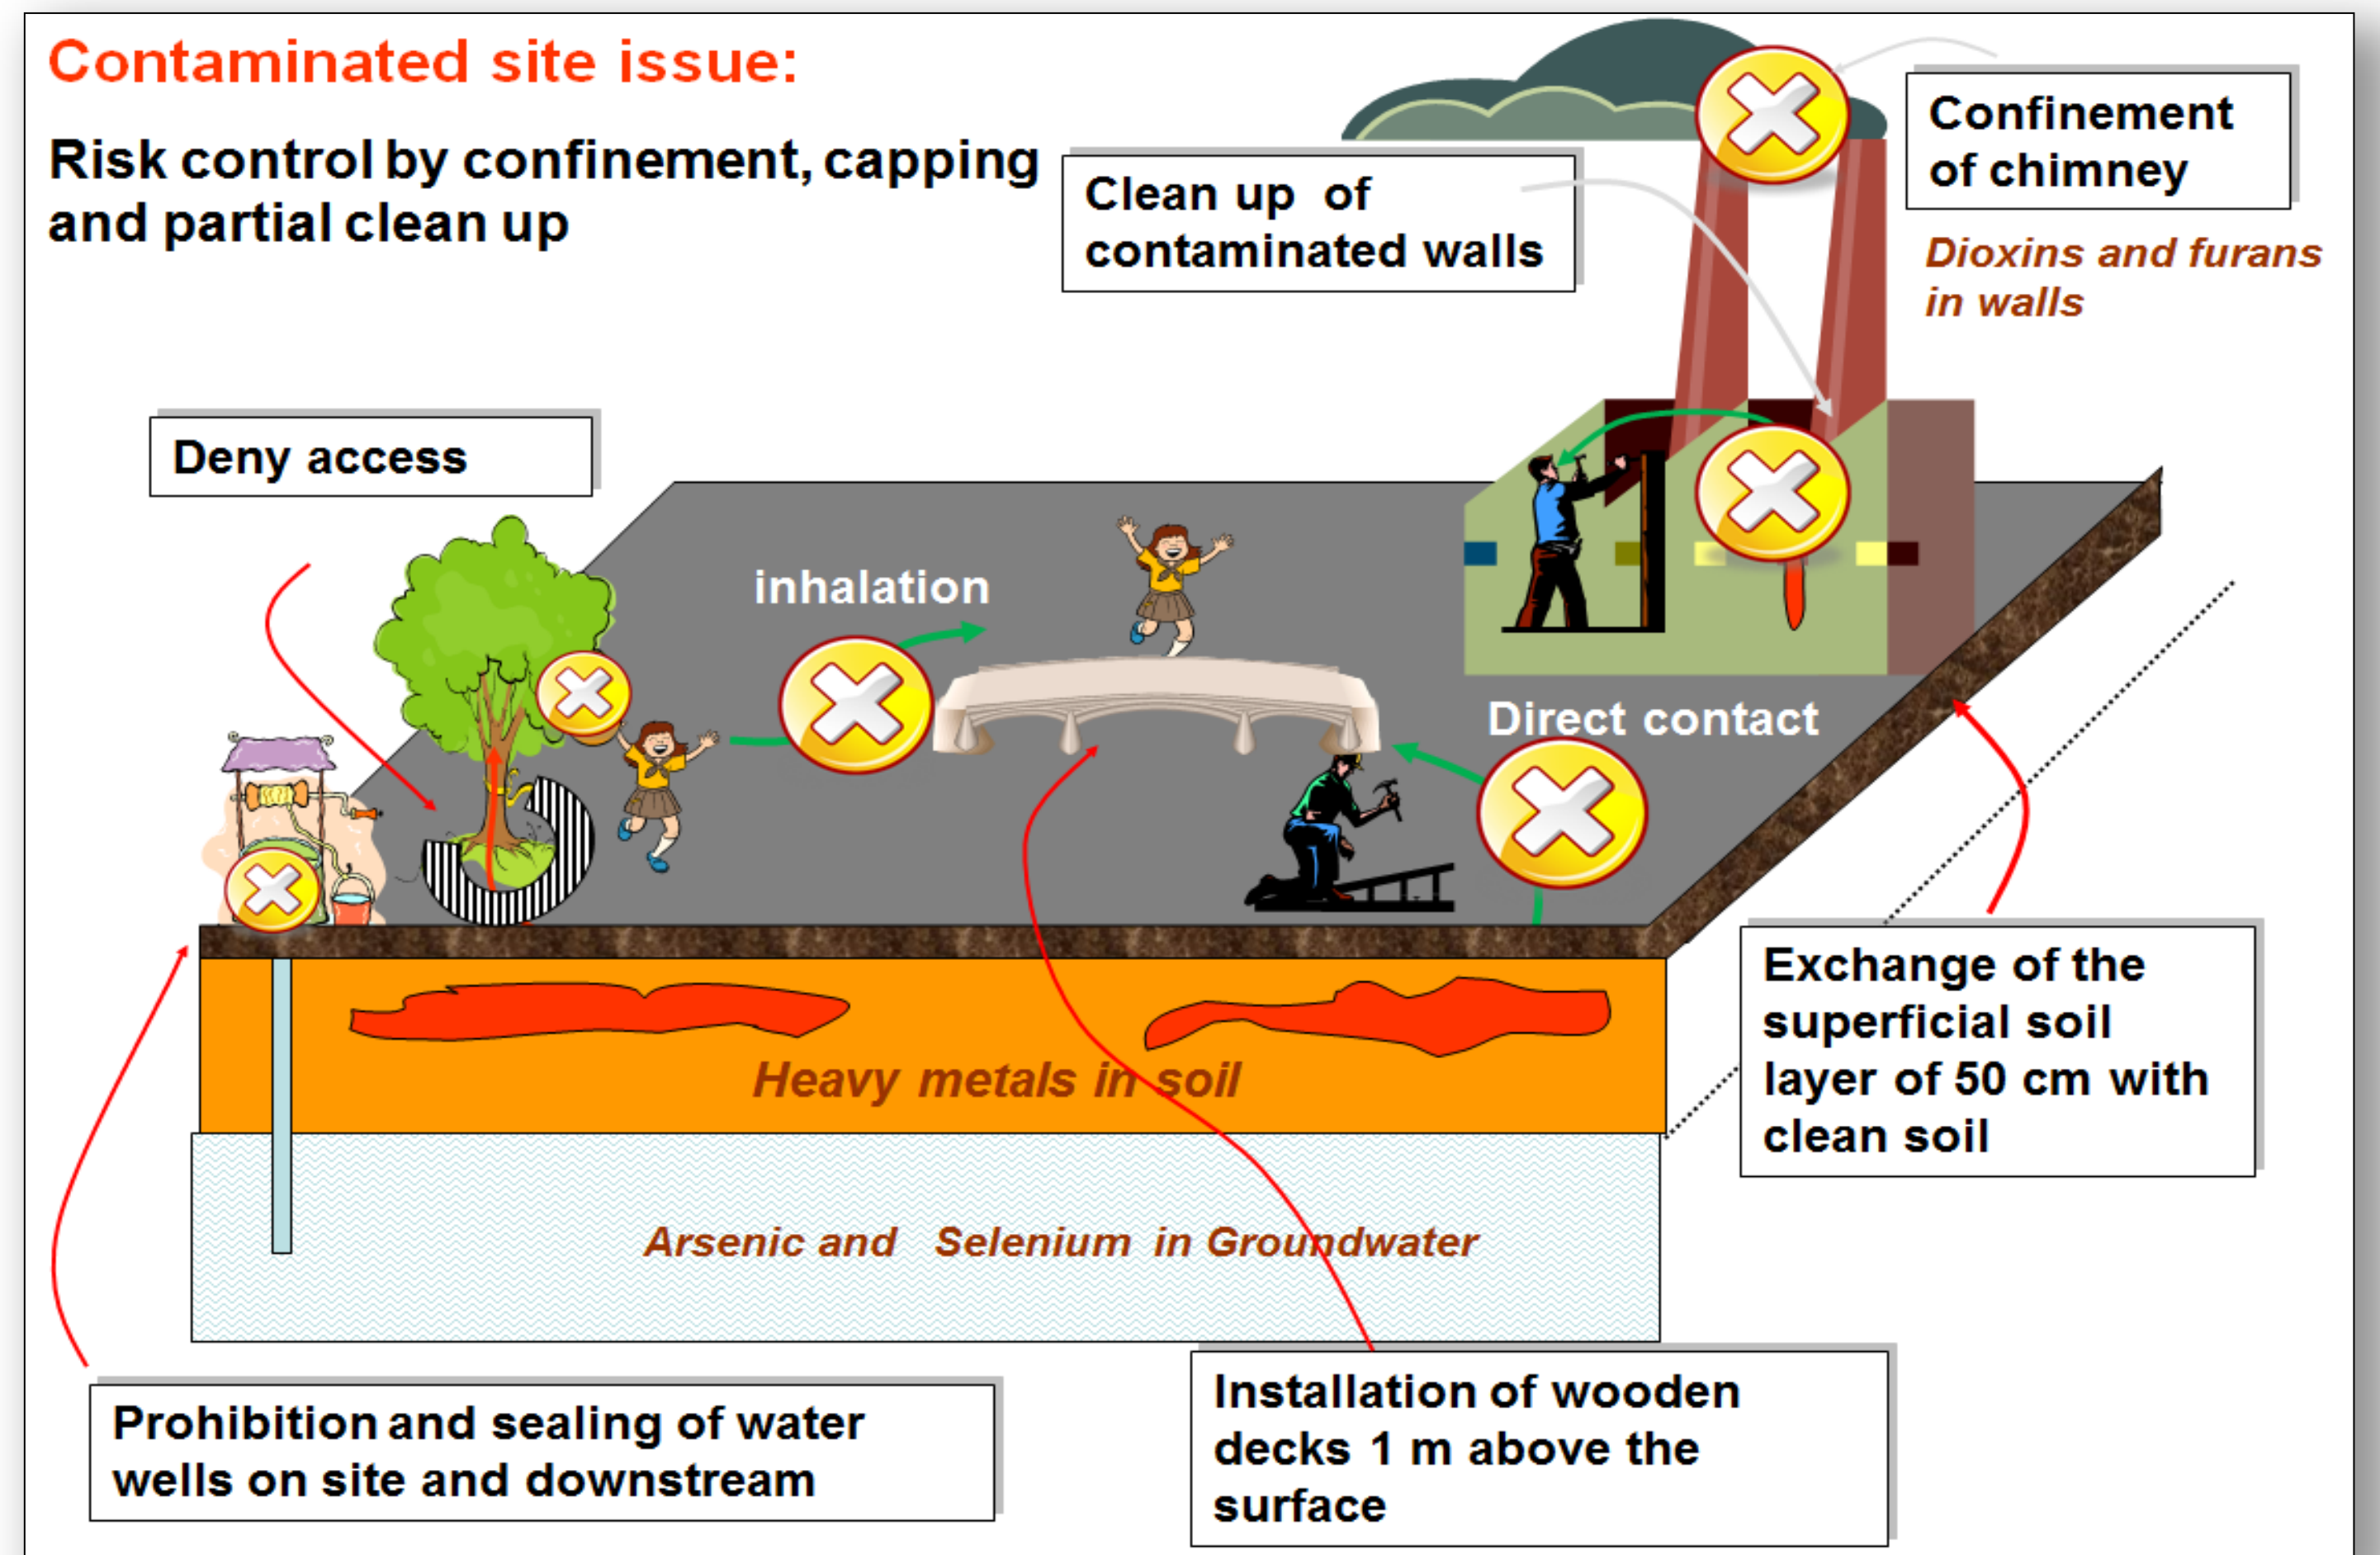 Contaminated site issue:
Risk control by confinement, capping
and partial clean up
Clean up of
contaminated walls
Confinement
of chimney
Dioxins and furans
in walls
Deny access
inhalation
Direct contact
Exchange of the
superficial soil
layer of 50 cm with
clean soil
Heavy metals in soil
Arsenic and Selenium in Groundwater
Prohibition and sealing of water
wells on site and downstream
Installation of wooden
decks 1 m above the
surface